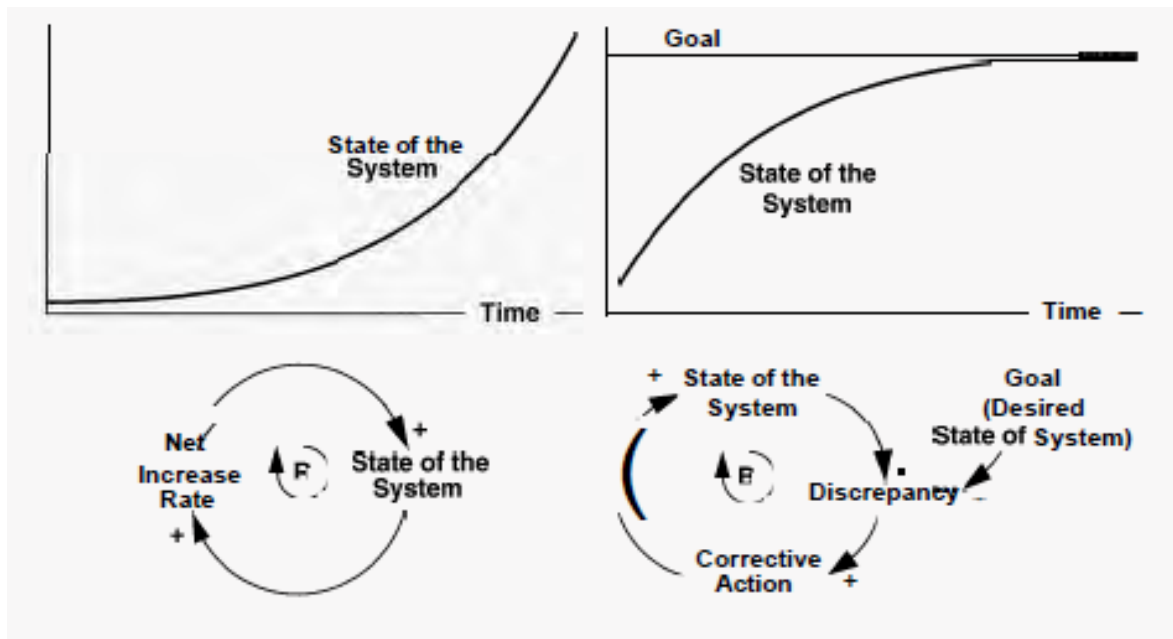 Goal
State of the
System
State of the
System
Time
Time
+
Net
Increase
Rate
+
R
State of the
System
+
State of the
System
Goal
(Desired
State of System)
B
Discrepancy
Corrective
Action
+